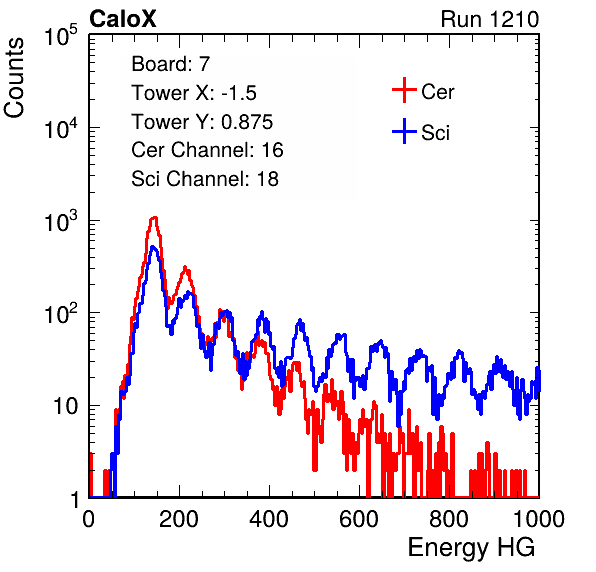 CaloX Run 1210
Counts
Board: 7
Tower X: -1.5
Tower Y: 0.875
Cer Channel: 16
Sci Channel: 18
Cer
Sci
10^5
10^4
10^3
10^2
10
1
0 200 400 600 800 1000
Energy HG